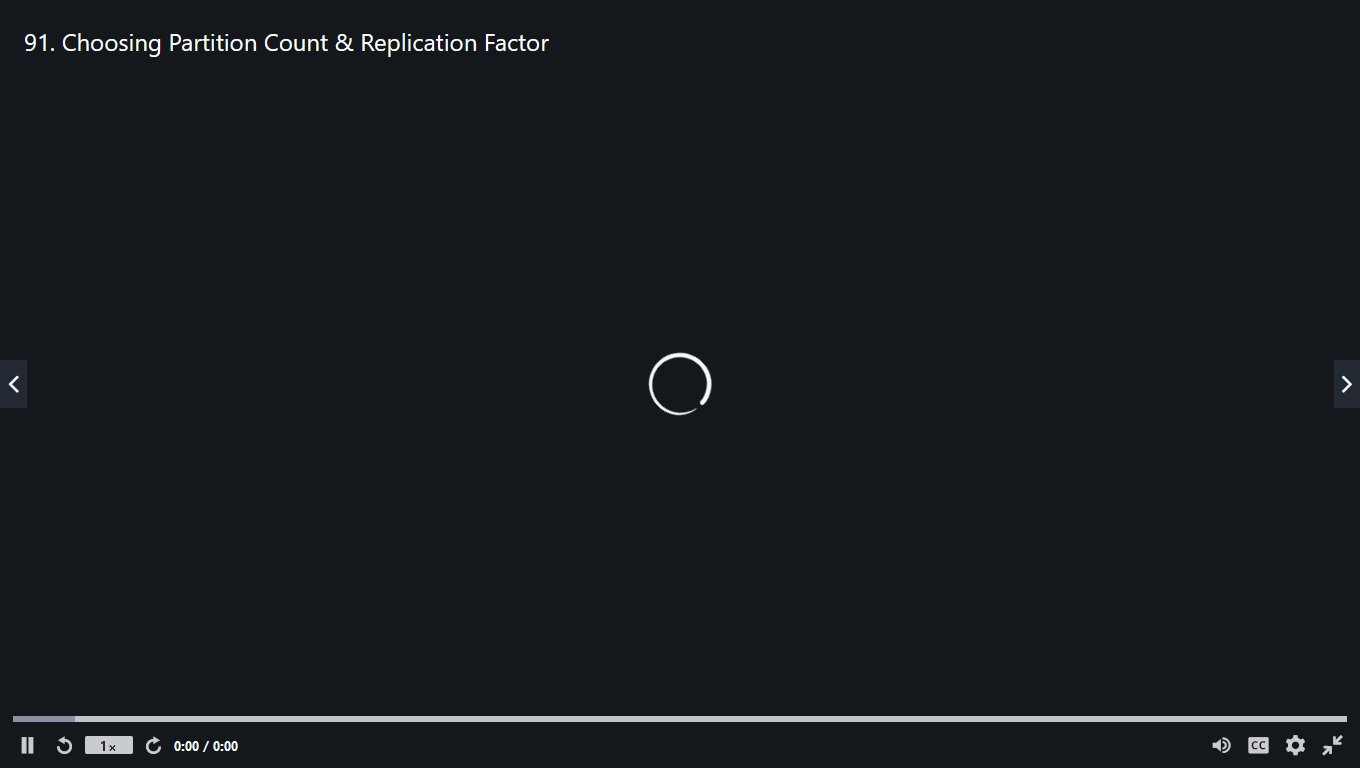 91. Choosing Partition Count & Replication Factor
1x
0:00 / 0:00
CC